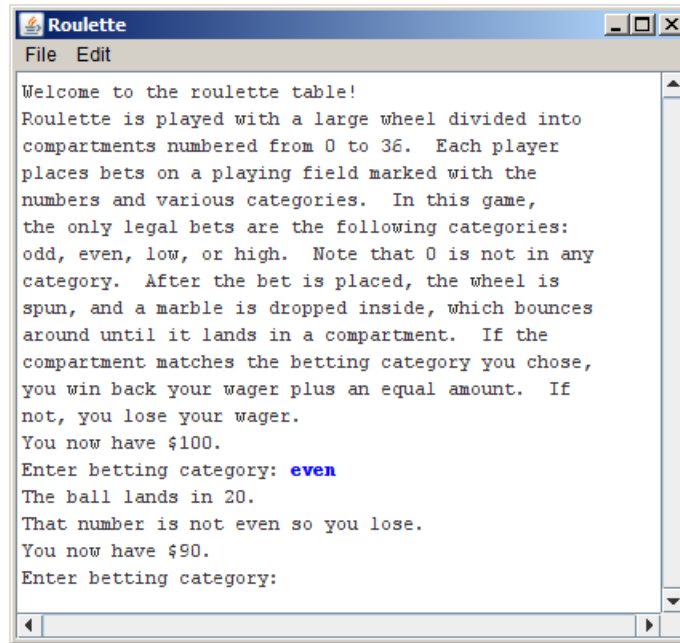 Roulette
File Edit
Welcome to the roulette table!
Roulette is played with a large wheel divided into
compartments numbered from 0 to 36.  Each player
places bets on a playing field marked with the
numbers and various categories.  In this game,
the only legal bets are the following categories:
odd, even, low, or high.  Note that 0 is not in any
category.  After the bet is placed, the wheel is
spun, and a marble is dropped inside, which bounces
around until it lands in a compartment.  If the
compartment matches the betting category you chose,
you win back your wager plus an equal amount.  If
not, you lose your wager.
You now have $100.
Enter betting category: even
The ball lands in 20.
That number is not even so you lose.
You now have $90.
Enter betting category: